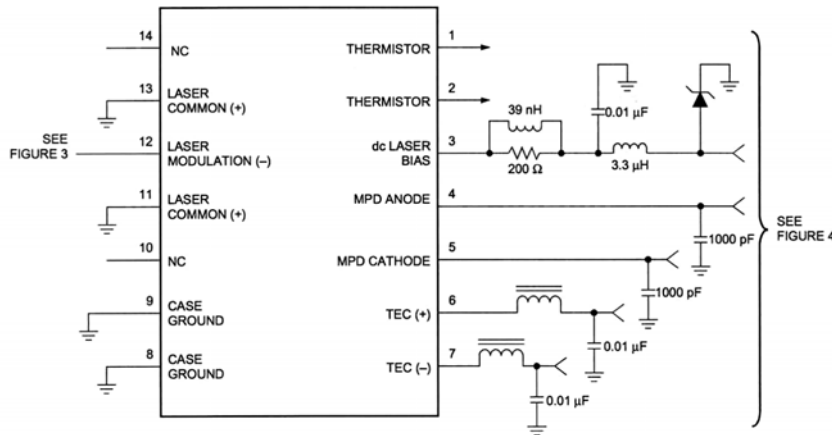 14
NC
13
LASER
COMMON (+)
SEE
FIGURE 3
12
LASER
MODULATION (–)
11
LASER
COMMON (+)
10
NC
9
CASE
GROUND
8
CASE
GROUND
1
THERMISTOR
2
THERMISTOR
3
dc LASER
BIAS
4
MPD ANODE
5
MPD CATHODE
6
TEC (+)
7
TEC (–)
39 nH
200 Ω
0.01 µF
3.3 µH
1000 pF
1000 pF
0.01 µF
0.01 µF
SEE
FIGURE 4